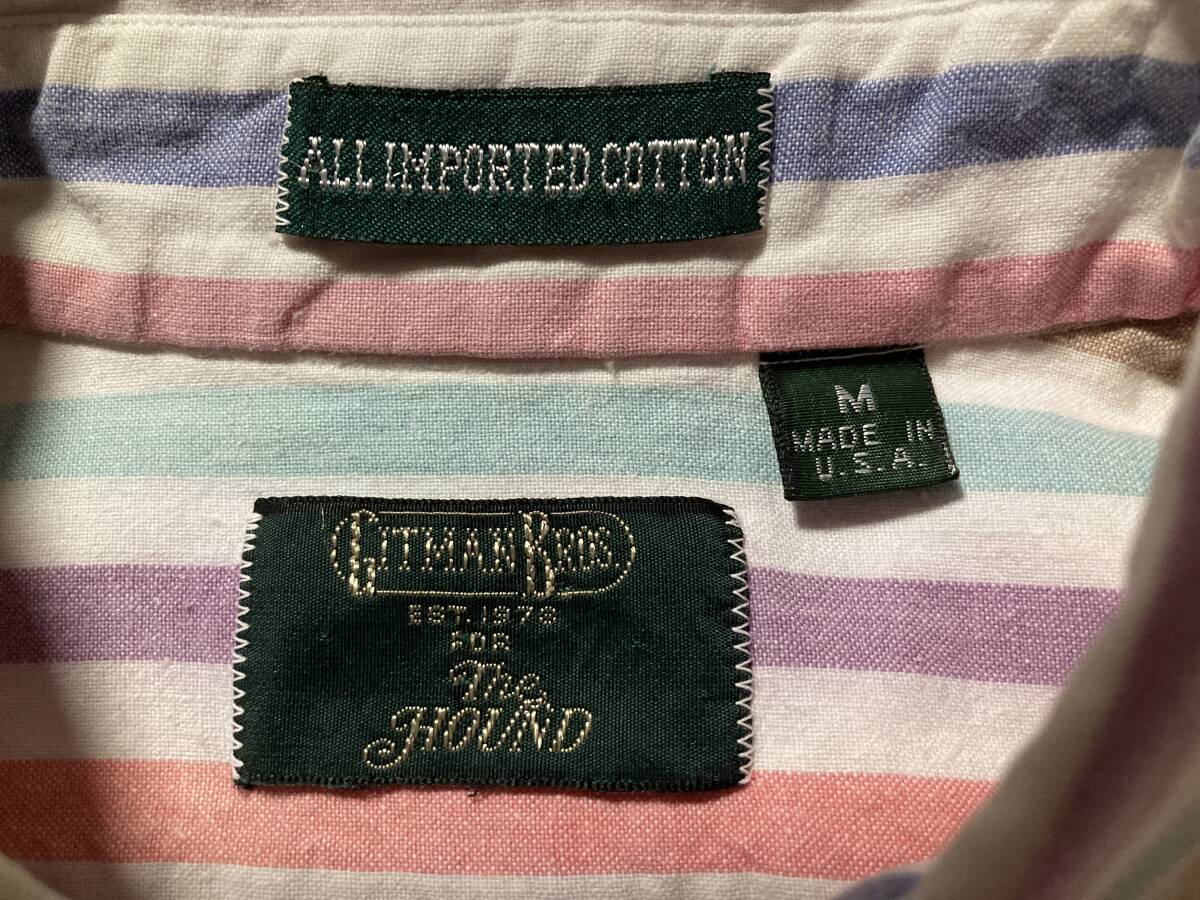 ALL IMPORTED COTTON
M
MADE IN
U.S.A.
GITMAN BROS
EST. 1978
FOR
The
HOUND